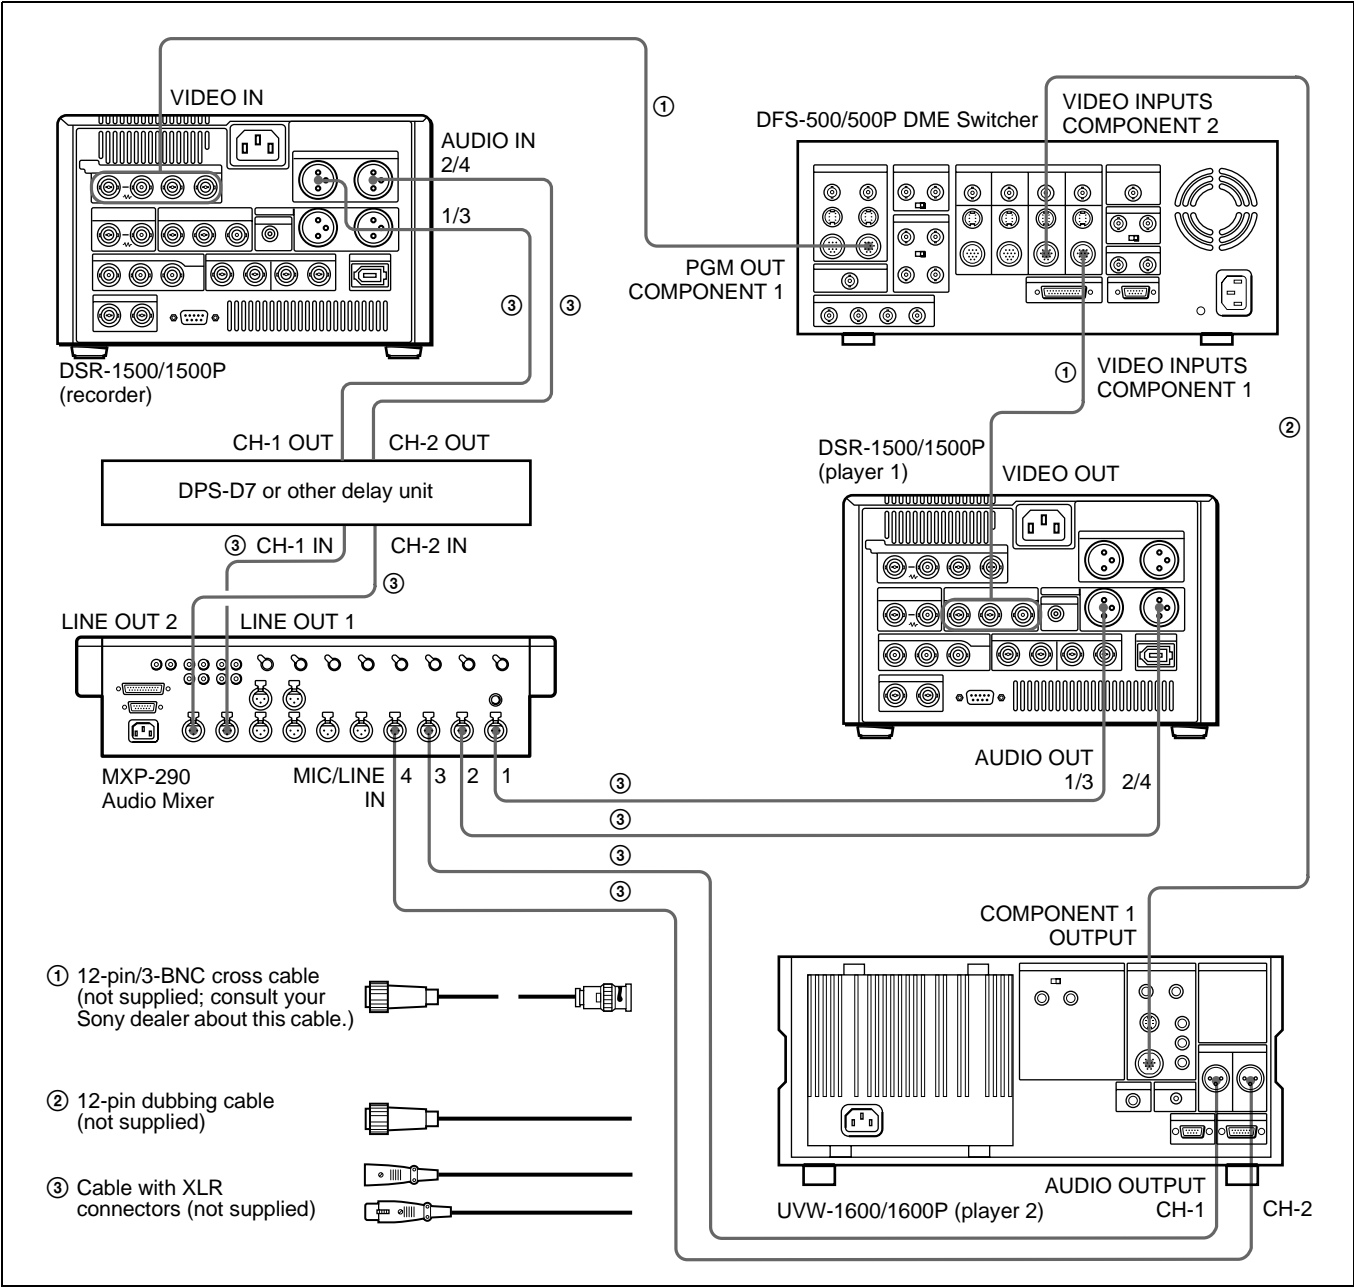 VIDEO IN
①
DFS-500/500P DME Switcher
VIDEO INPUTS
COMPONENT 2
AUDIO IN
2/4
1/3
PGM OUT
COMPONENT 1
③
③
DSR-1500/1500P
(recorder)
①
VIDEO INPUTS
COMPONENT 1
②
CH-1 OUT
CH-2 OUT
DSR-1500/1500P
(player 1)
VIDEO OUT
DPS-D7 or other delay unit
③ CH-1 IN
CH-2 IN
③
LINE OUT 2
LINE OUT 1
MXP-290
Audio Mixer
MIC/LINE
IN
4
3
2
1
AUDIO OUT
1/3
2/4
③
③
③
③
COMPONENT 1
OUTPUT
① 12-pin/3-BNC cross cable
(not supplied; consult your
Sony dealer about this cable.)
② 12-pin dubbing cable
(not supplied)
③ Cable with XLR
connectors (not supplied)
UVW-1600/1600P (player 2)
AUDIO OUTPUT
CH-1
CH-2